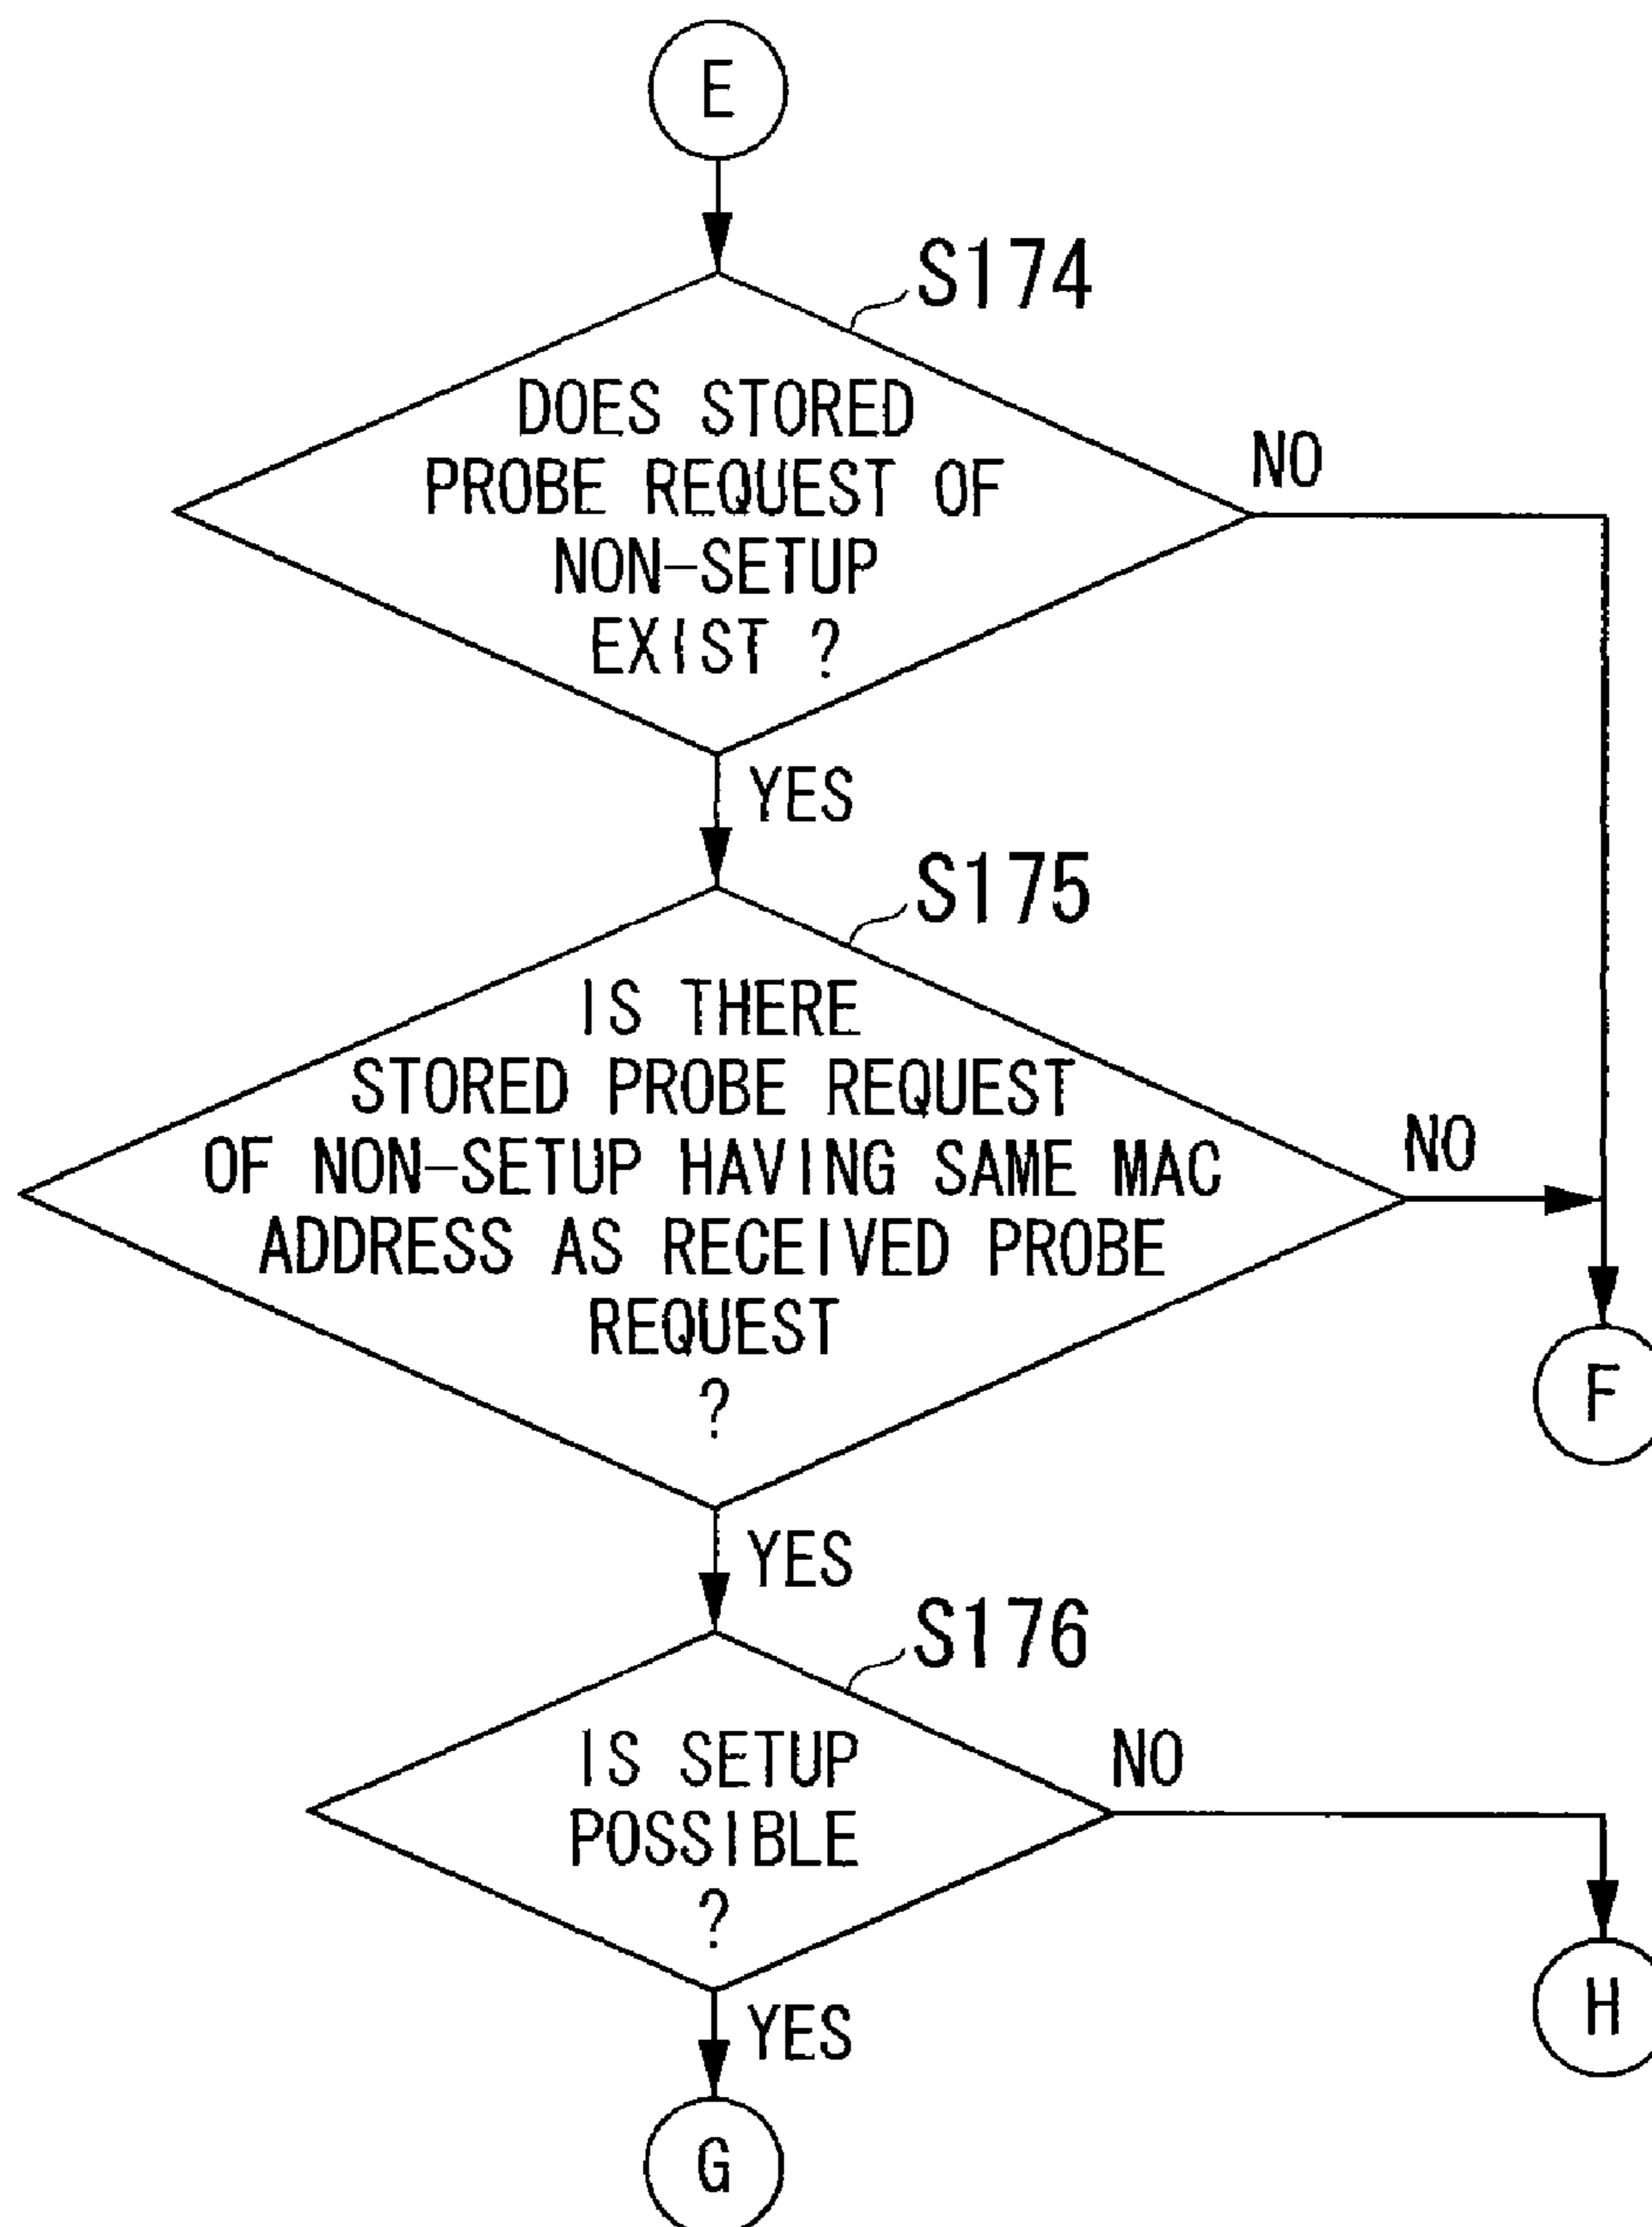 E
S174
DOES STORED
PROBE REQUEST OF
NON-SETUP
EXIST ?
NO
YES
S175
IS THERE
STORED PROBE REQUEST
OF NON-SETUP HAVING SAME MAC
ADDRESS AS RECEIVED PROBE
REQUEST
?
NO
F
YES
S176
IS SETUP
POSSIBLE
?
NO
H
YES
G